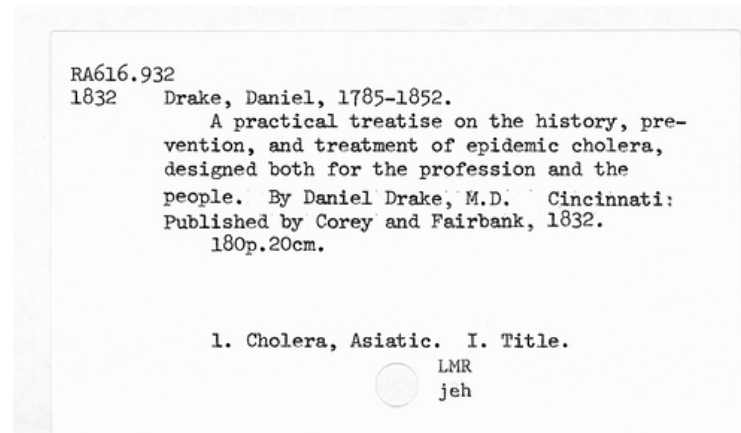 RA616.932
1832 Drake, Daniel, 1785-1852.
A practical treatise on the history, pre-
vention, and treatment of epidemic cholera,
designed both for the profession and the
people. By Daniel Drake, M.D. Cincinnati:
Published by Corey and Fairbank, 1832.
180p.20cm.
1. Cholera, Asiatic. I. Title.
LMR
jeh